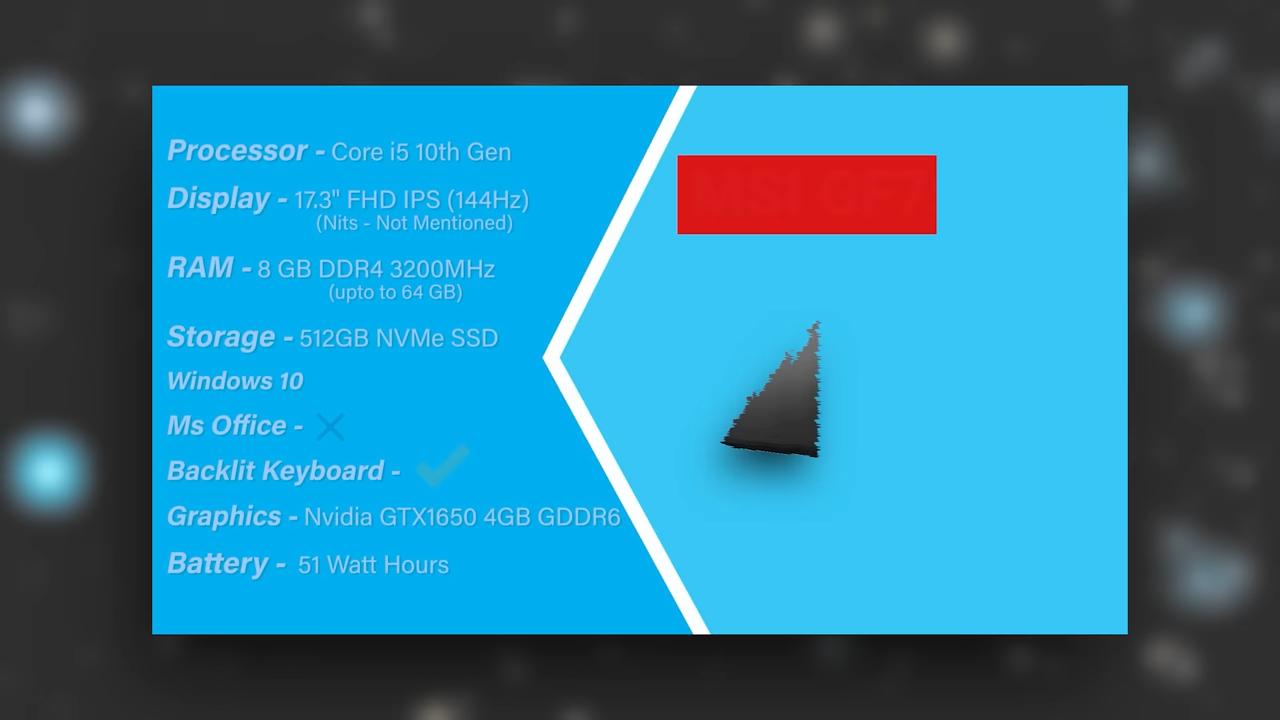 Processor - Core i5 10th Gen
Display - 17.3" FHD IPS (144Hz)
(Nits - Not Mentioned)
RAM - 8 GB DDR4 3200MHz
(upto to 64 GB)
Storage - 512GB NVMe SSD
Windows 10
Ms Office -
Backlit Keyboard -
Graphics - Nvidia GTX1650 4GB GDDR6
Battery - 51 Watt Hours
MSI GF7